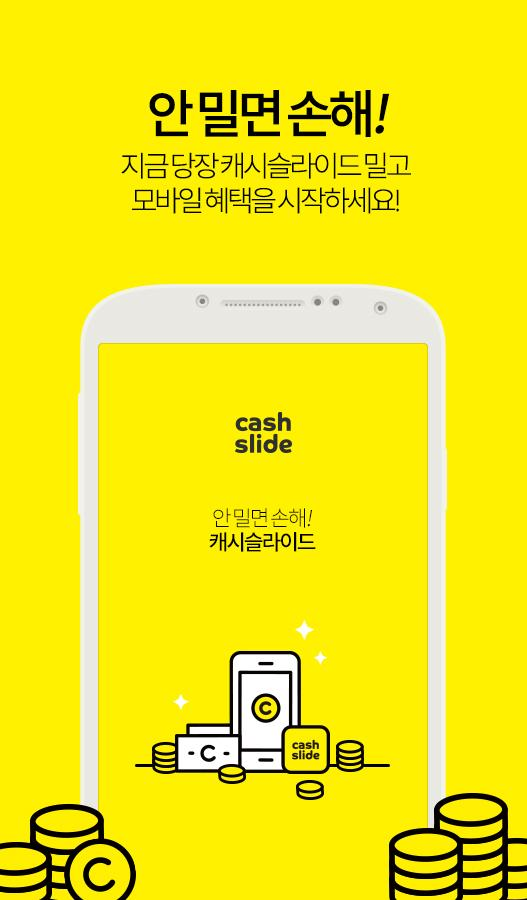 안 밀면 손해!
지금 당장 캐시슬라이드 밀고
모바일 혜택을 시작하세요!
cash
slide
안 밀면 손해!
캐시슬라이드
C
C
cash
slide
C